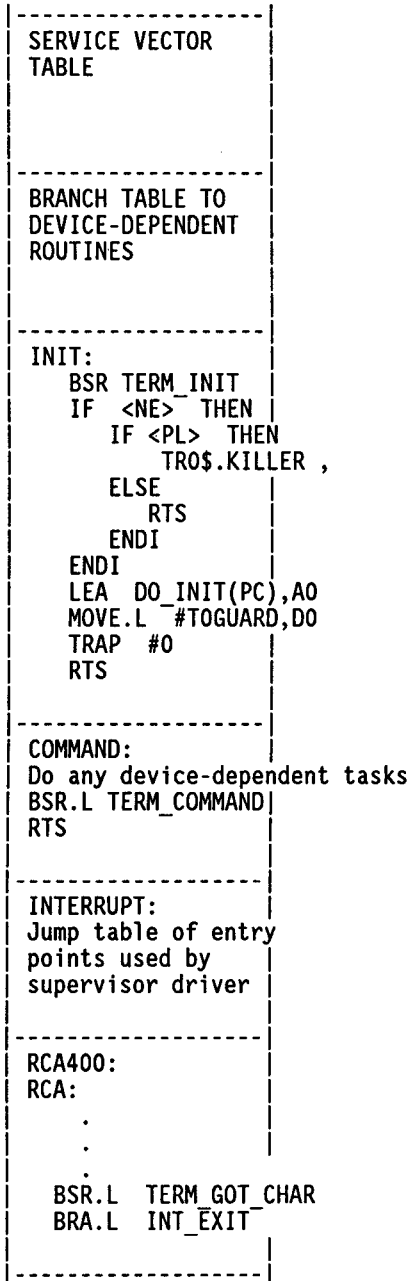 SERVICE VECTOR
TABLE
BRANCH TABLE TO
DEVICE-DEPENDENT
ROUTINES
INIT:
BSR TERM_INIT
IF <NE> THEN
IF <PL> THEN
TR0$.KILLER ,
ELSE
RTS
ENDI
ENDI
LEA DO_INIT(PC),A0
MOVE.L #TOGUARD,D0
TRAP #0
RTS
COMMAND:
Do any device-dependent tasks
BSR.L TERM_COMMAND
RTS
INTERRUPT:
Jump table of entry
points used by
supervisor driver
RCA400:
RCA:
.
.
.
BSR.L TERM_GOT_CHAR
BRA.L INT_EXIT